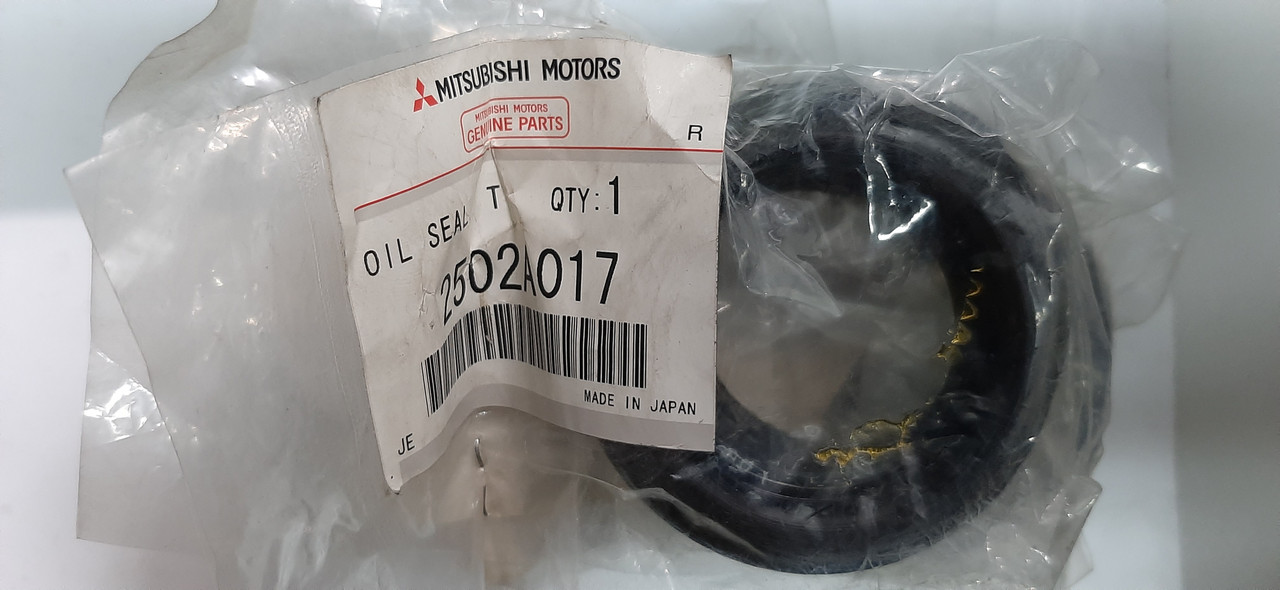 MITSUBISHI MOTORS
MITSUBISHI MOTORS
GENUINE PARTS
R
OIL SEAL, T QTY:1
2502A017
MADE IN JAPAN
JE